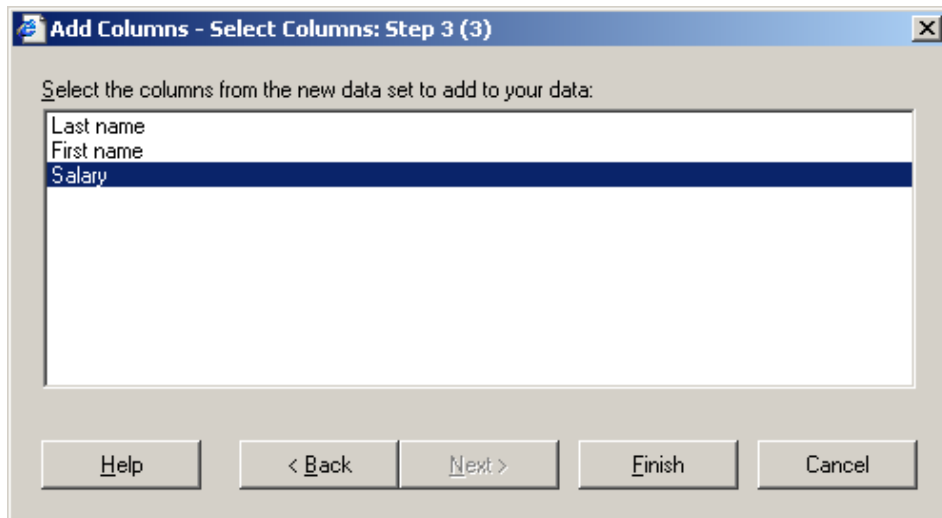 Add Columns - Select Columns: Step 3 (3)
Select the columns from the new data set to add to your data:
Last name
First name
Salary
Help < Back Next > Finish Cancel